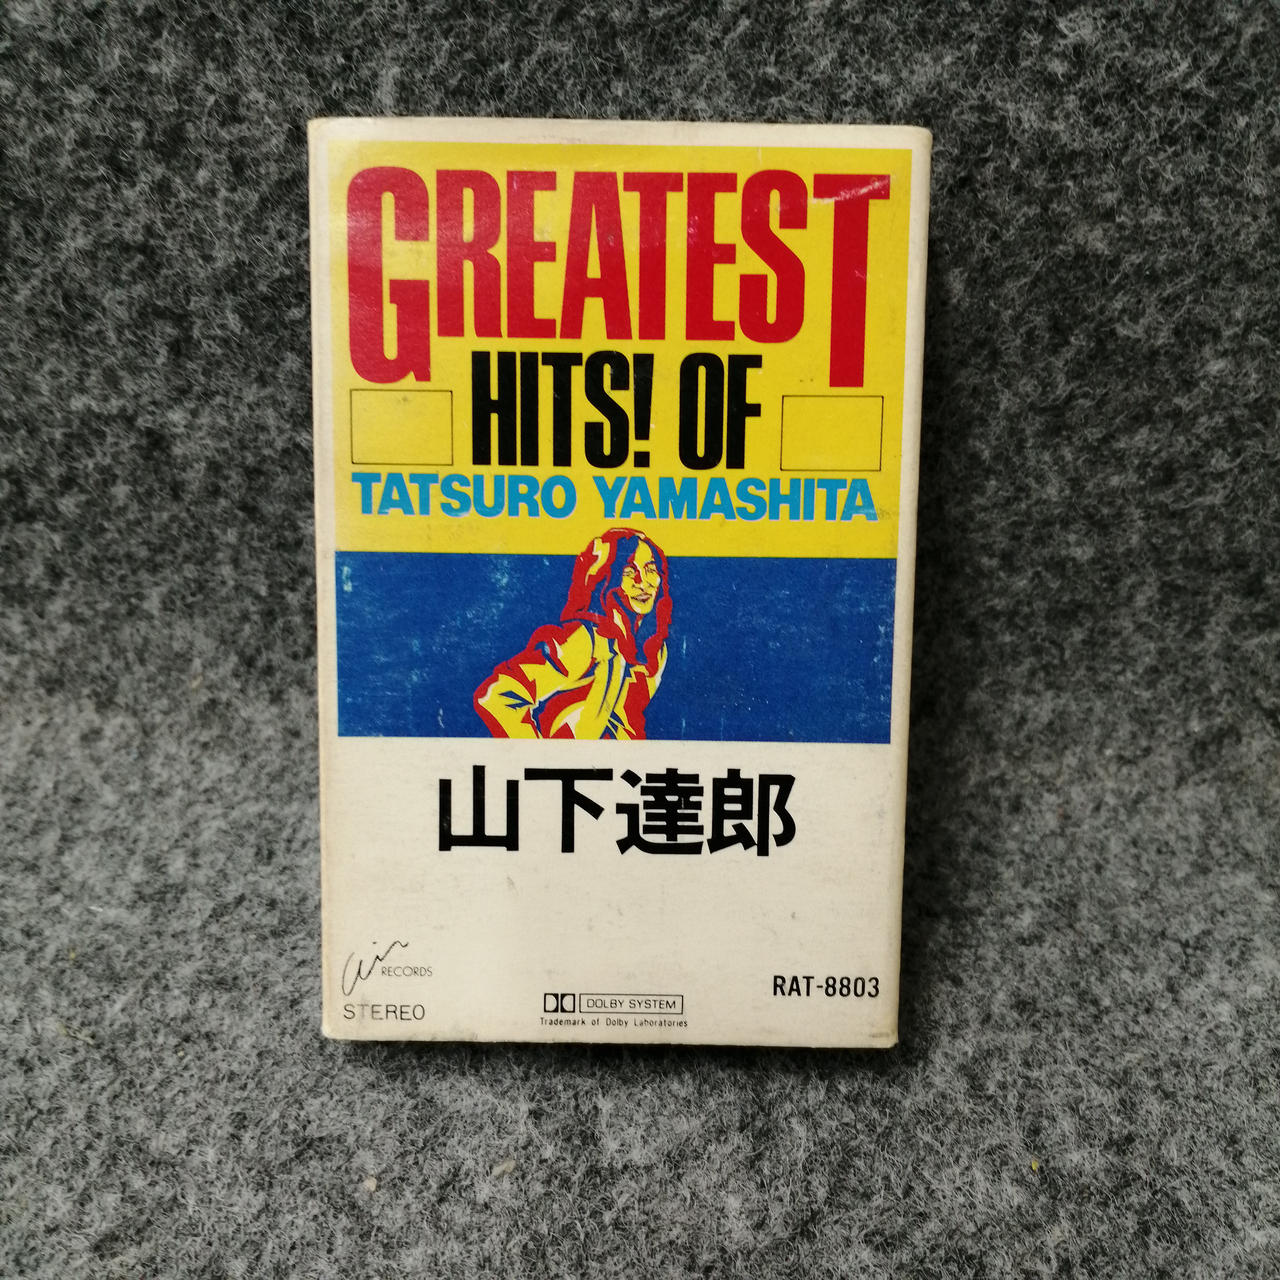 GREATEST
HITS! OF
TATSURO YAMASHITA
山下達郎
air RECORDS
STEREO
DOLBY SYSTEM
Trademark of Dolby Laboratories
RAT-8803